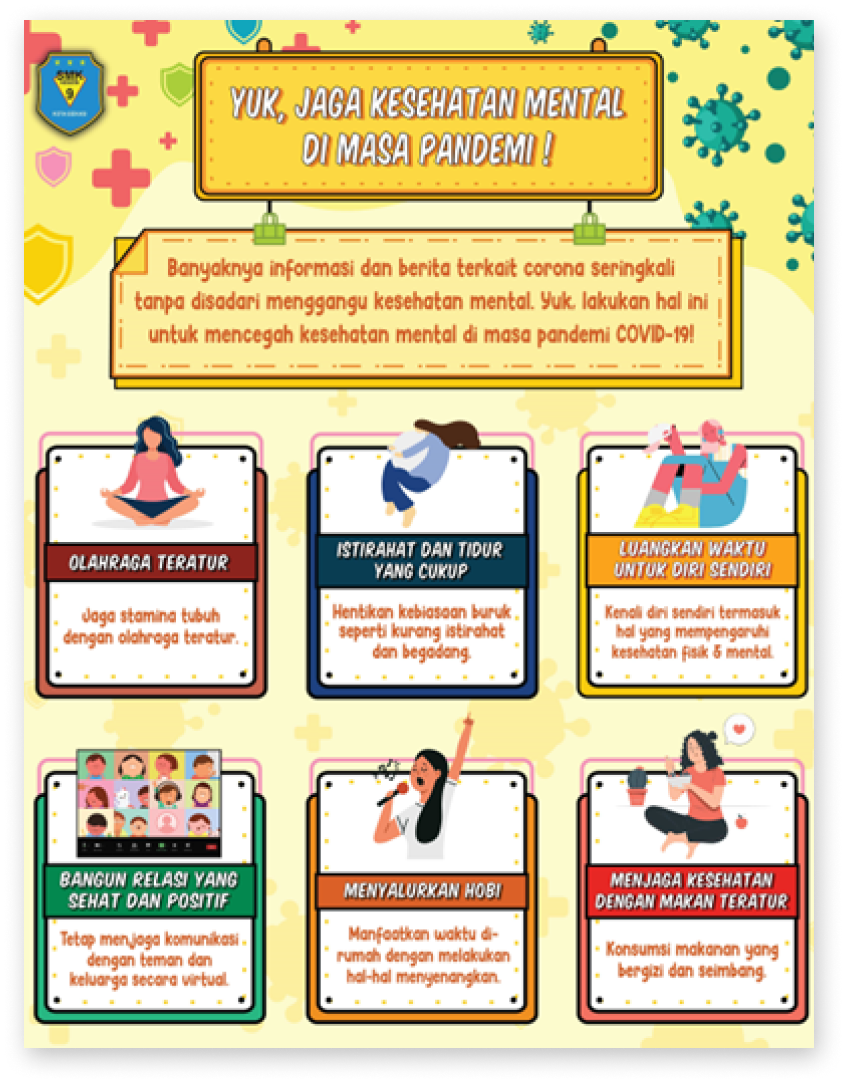 SMK
9
YUK, JAGA KESEHATAN MENTAL
DI MASA PANDEMI !
Banyaknya informasi dan berita terkait corona seringkali
tanpa disadari menggangu kesehatan mental. Yuk, lakukan hal ini
untuk mencegah kesehatan mental di masa pandemi COVID-19!
OLAHRAGA TERATUR
Jaga stamina tubuh
dengan olahraga teratur.
ISTIRAHAT DAN TIDUR
YANG CUKUP
Hentikan kebiasaan buruk
seperti kurang istirahat
dan begadang.
LUANGKAN WAKTU
UNTUK DIRI SENDIRI
Kenali diri sendiri termasuk
hal yang mempengaruhi
kesehatan fisik & mental.
BANGUN RELASI YANG
SEHAT DAN POSITIF
Tetap menjaga komunikasi
dengan teman dan
keluarga secara virtual.
MENYALURKAN HOBI
Manfaatkan waktu di-
rumah dengan melakukan
hal-hal menyenangkan.
MENJAGA KESEHATAN
DENGAN MAKAN TERATUR
Konsumsi makanan yang
bergizi dan seimbang.